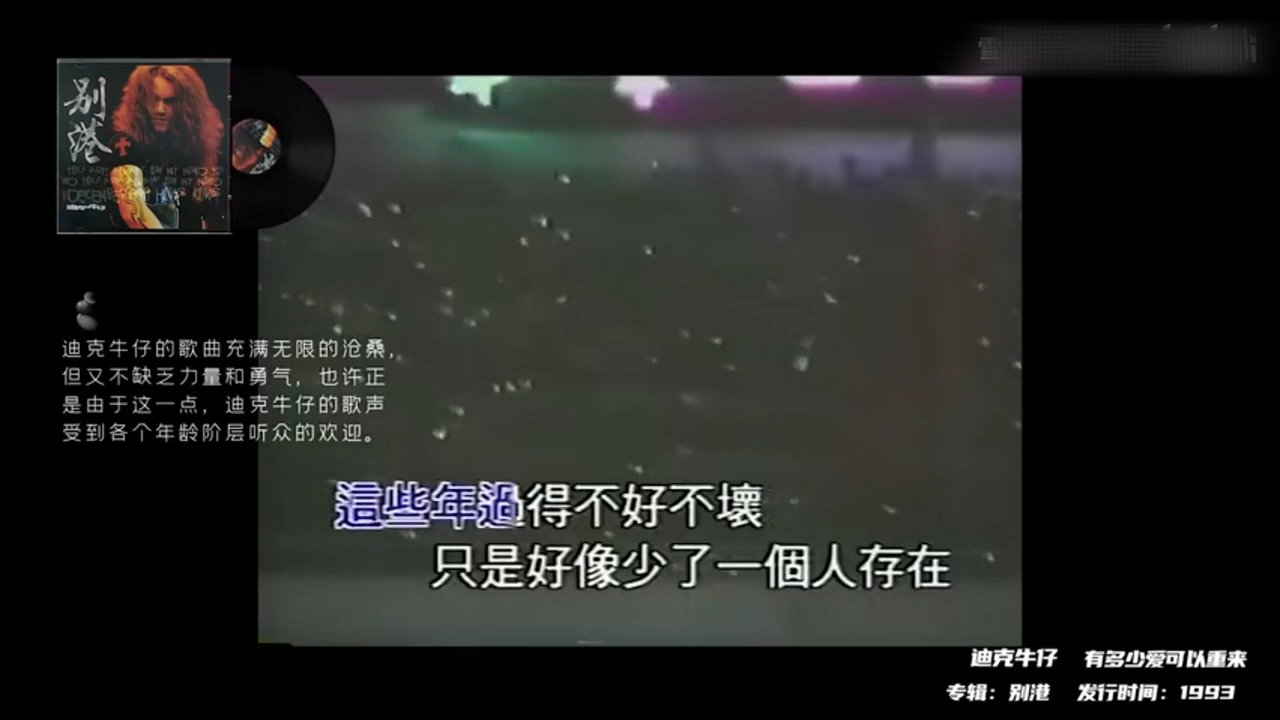 别港
迪克牛仔的歌曲充满无限的沧桑，
但又不缺乏力量和勇气，也许正
是由于这一点，迪克牛仔的歌声
受到各个年龄阶层听众的欢迎。
這些年過得不好不壞
只是好像少了一個人存在
迪克牛仔 有多少爱可以重来
专辑：别港 发行时间：1993